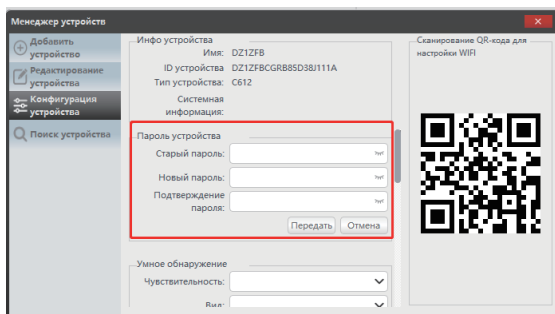 Менеджер устройств
Добавить
устройство
Редактирование
устройства
Конфигурация
устройства
Поиск устройства
Инфо устройства
Имя: DZ1ZFB
ID устройства DZ1ZFBCGRB85D38J111A
Тип устройства: C612
Системная
информация:
Пароль устройства
Старый пароль:
Новый пароль:
Подтверждение
пароля:
Передать Отмена
Умное обнаружение
Чувствительность:
Вид:
Сканирование QR-кода для
настройки WIFI